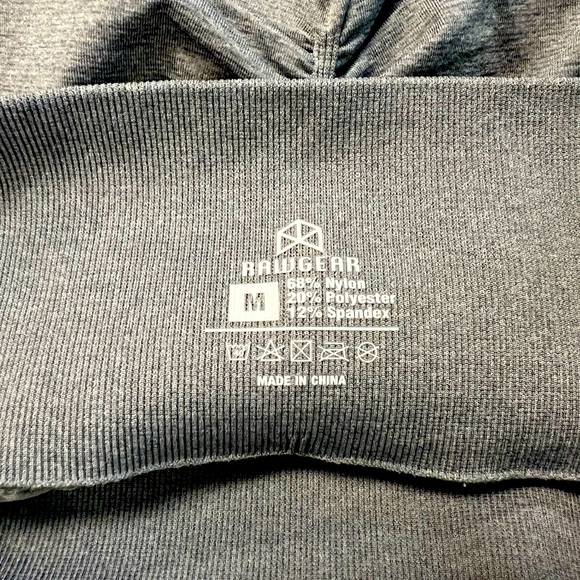 RAWGEAR
M
68% Nylon
20% Polyester
12% Spandex
MADE IN CHINA